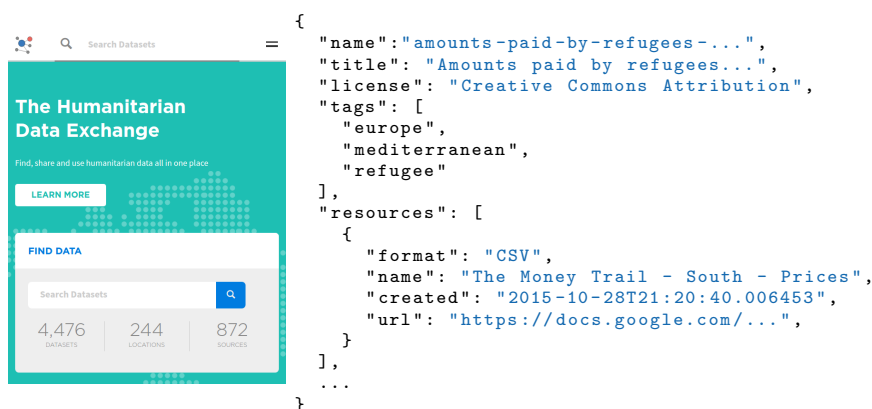 Search Datasets
The Humanitarian
Data Exchange
Find, share and use humanitarian data all in one place
LEARN MORE
FIND DATA
Search Datasets
4,476 244 872
DATASETS LOCATIONS SOURCES
{
"name":"amounts-paid-by-refugees-...",
"title": "Amounts paid by refugees...",
"license": "Creative Commons Attribution",
"tags": [
"europe",
"mediterranean",
"refugee"
],
"resources": [
{
"format": "CSV",
"name": "The Money Trail - South - Prices",
"created": "2015-10-28T21:20:40.006453",
"url": "https://docs.google.com/...",
}
],
...
}